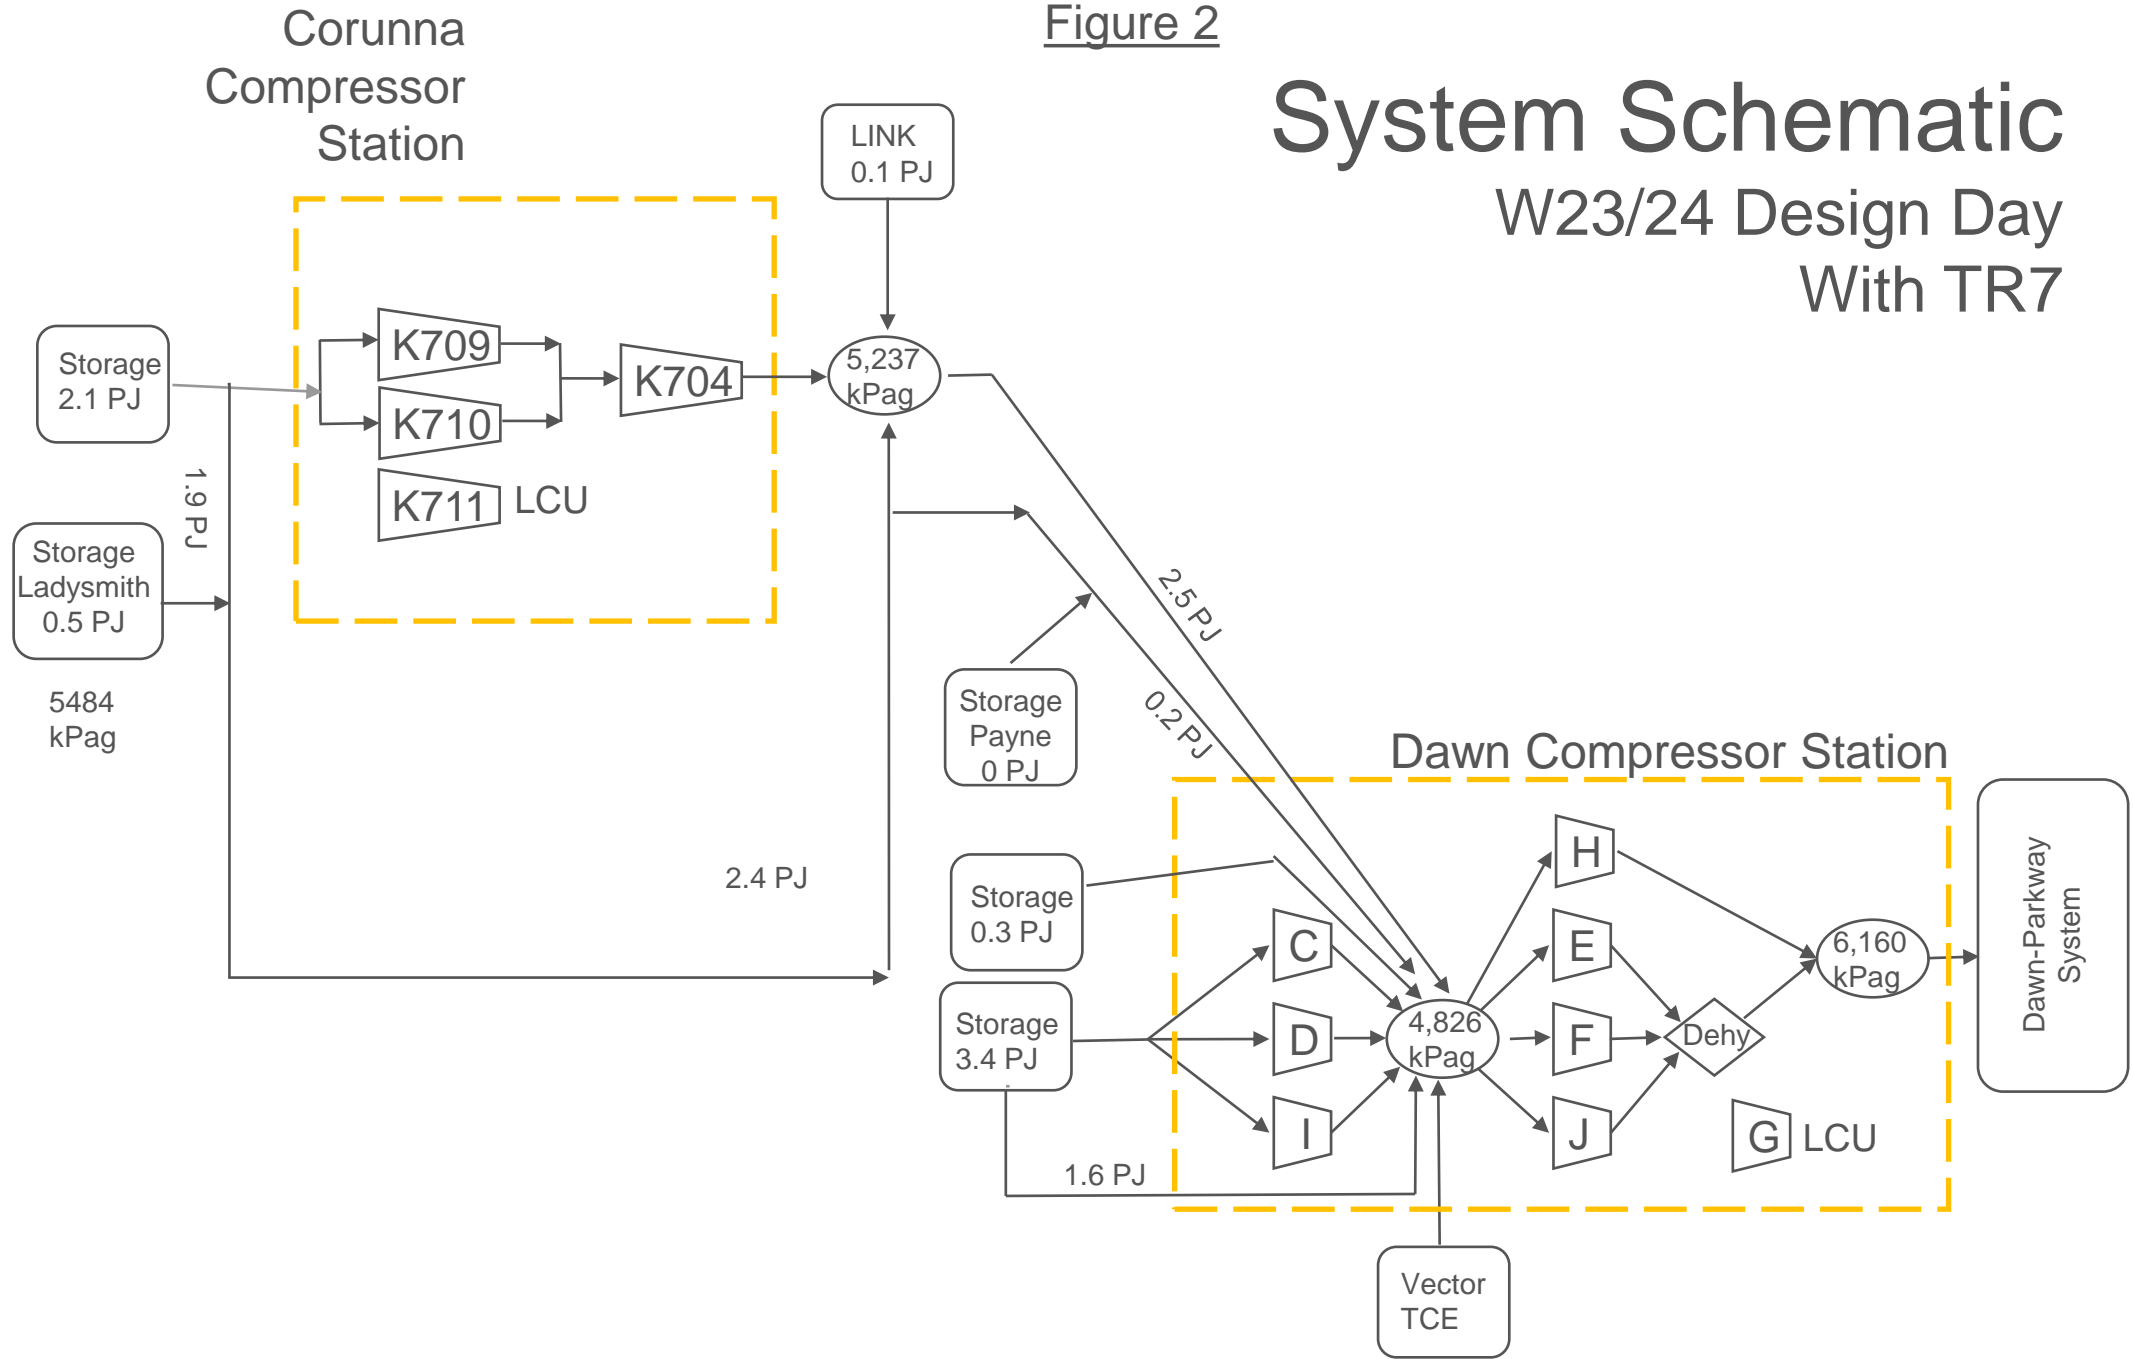 Figure 2
Corunna
Compressor
Station
System Schematic
W23/24 Design Day
With TR7
LINK
0.1 PJ
Storage
2.1 PJ
K709
K710
K711
LCU
K704
5,237
kPag
1.9 PJ
Storage
Ladysmith
0.5 PJ
5484
kPag
2.5 PJ
0.2 PJ
Storage
Payne
0 PJ
2.4 PJ
Dawn Compressor Station
Storage
0.3 PJ
Storage
3.4 PJ
1.6 PJ
C
D
I
4,826
kPag
H
E
F
J
Dehy
G
LCU
6,160
kPag
Dawn-Parkway
System
Vector
TCE